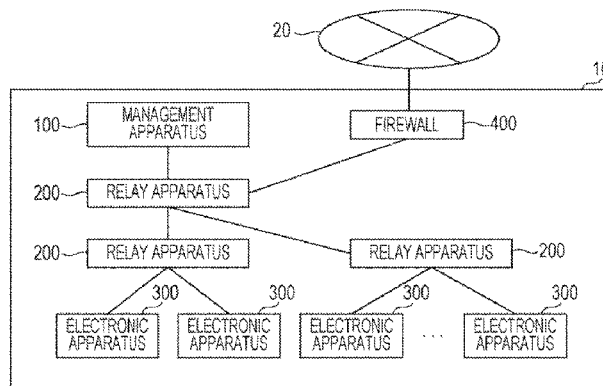 20
10
MANAGEMENT
APPARATUS
100
FIREWALL
400
200
RELAY APPARATUS
200
RELAY APPARATUS
RELAY APPARATUS
200
300
300
300
300
ELECTRONIC
APPARATUS
ELECTRONIC
APPARATUS
ELECTRONIC
APPARATUS
...
ELECTRONIC
APPARATUS